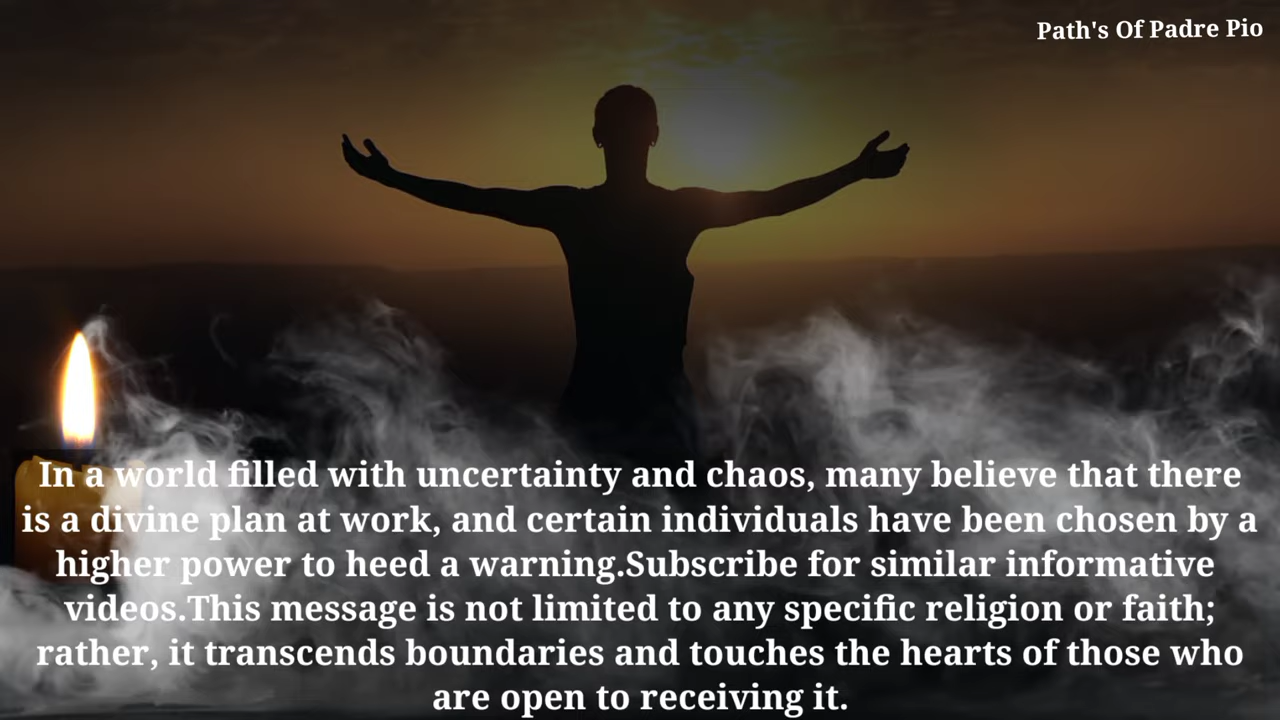 Path's Of Padre Pio
In a world filled with uncertainty and chaos, many believe that there
is a divine plan at work, and certain individuals have been chosen by a
higher power to heed a warning.Subscribe for similar informative
videos.This message is not limited to any specific religion or faith;
rather, it transcends boundaries and touches the hearts of those who
are open to receiving it.